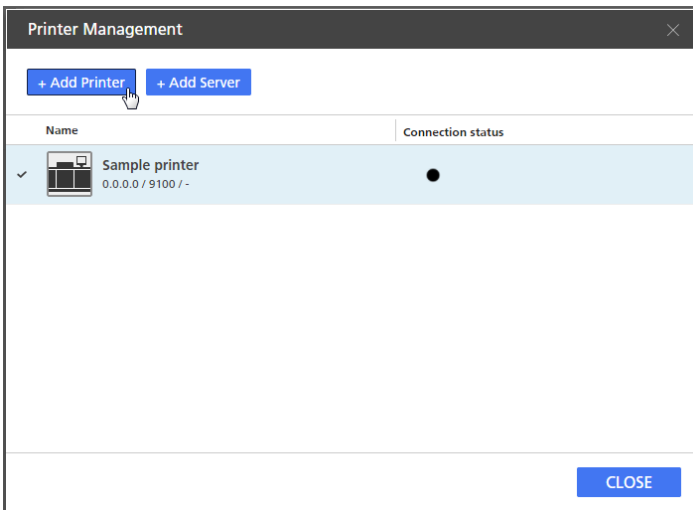 Printer Management
+ Add Printer
+ Add Server
Name
Connection status
Sample printer
0.0.0.0 / 9100 / -
CLOSE